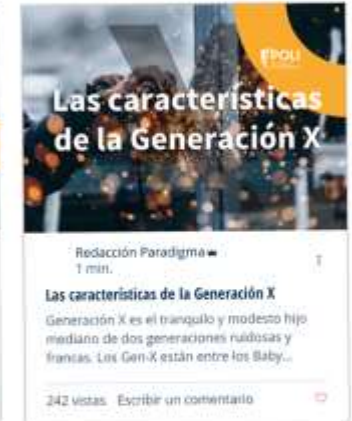 POLI
Las características
de la Generación X
Redacción Paradigma
1 min.
Las características de la Generación X
Generación X es el tranquilo y modesto hijo
mediano de dos generaciones ruidosas y
francas. Los Gen-X están entre los Baby...
242 vistas Escribir un comentario